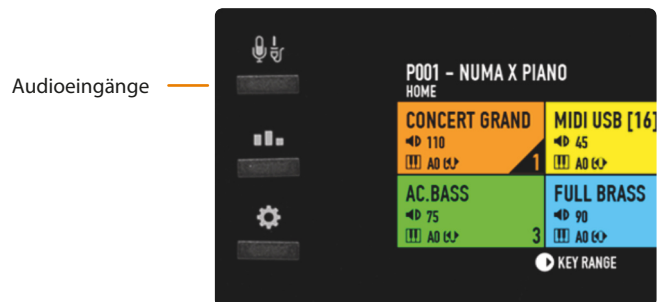 Audioeingänge
P001 - NUMA X PIANO
HOME
CONCERT GRAND
110
A0
1
MIDI USB [16]
45
A0
AC.BASS
75
A0
3
FULL BRASS
90
A0
KEY RANGE